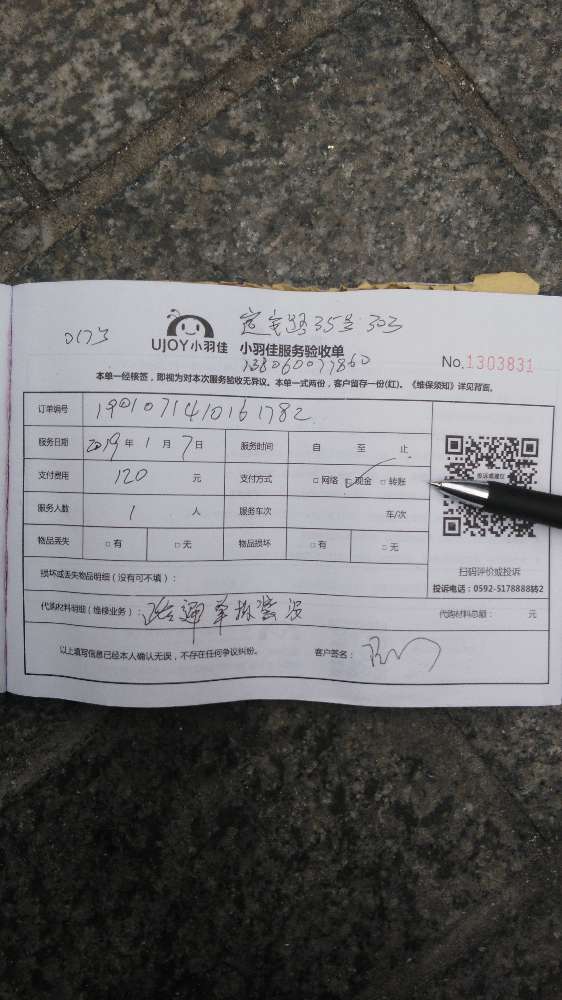 0173
35号 303
UJOY小羽佳 小羽佳服务验收单
138060077860
No.1303831
本单一经核签，即视为对本次服务验收无异议。本单一式两份，客户留存一份(红)。《维保须知》详见背面。
订单编号 190107141016 1782
服务日期 2019 年 1 月 7 日 服务时间 自 至 止
支付费用 120 元 支付方式 □ 网络 □ 现金 □ 转账
服务人数 1 人 服务车次 车/次
物品丢失 □ 有 □ 无 物品损坏 □ 有 □ 无
扫码评价或投诉
损坏或丢失物品明细（没有可不填）：
投诉电话：0592-5178888转2
代购材料明细（维修业务）： 疏通
代购材料总额： 元
以上填写信息已经本人确认无误，不存在任何争议纠纷。 客户签名：